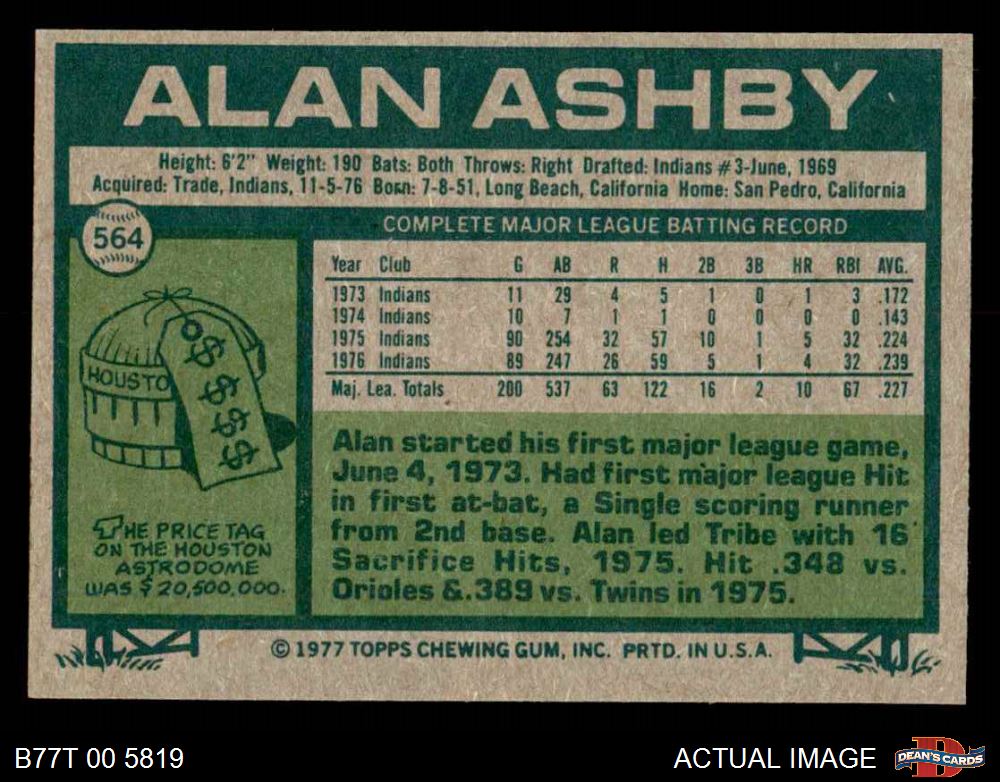 ALAN ASHBY
Height: 6'2" Weight: 190 Bats: Both Throws: Right Drafted: Indians #3-June, 1969
Acquired: Trade, Indians, 11-5-76 Born: 7-8-51, Long Beach, California Home: San Pedro, California
564
COMPLETE MAJOR LEAGUE BATTING RECORD
Year Club G AB R H 2B 3B HR RBI AVG.
1973 Indians 11 29 4 5 1 0 1 3 .172
1974 Indians 10 7 1 1 0 0 0 0 .143
1975 Indians 90 254 32 57 10 1 5 32 .224
1976 Indians 89 247 26 59 5 1 4 32 .239
Maj. Lea. Totals 200 537 63 122 16 2 10 67 .227
HOUSTO
$
$
$
$
THE PRICE TAG
ON THE HOUSTON
ASTRODOME
WAS $20,500,000.
Alan started his first major league game,
June 4, 1973. Had first major league Hit
in first at-bat, a Single scoring runner
from 2nd base. Alan led Tribe with 16
Sacrifice Hits, 1975. Hit .348 vs.
Orioles &.389 vs. Twins in 1975.
© 1977 TOPPS CHEWING GUM, INC. PRTD. IN U.S.A.
B77T 00 5819
ACTUAL IMAGE
D
DEAN'S CARDS